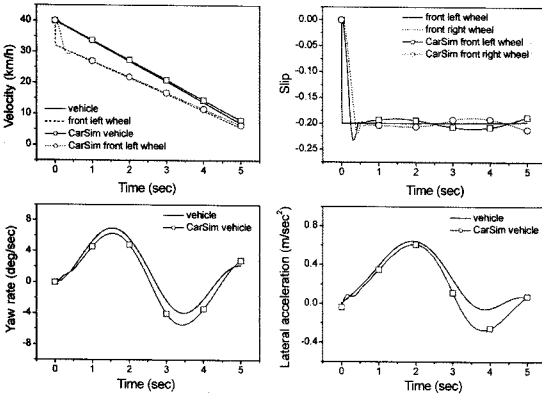 Velocity (km/h)
40
30
20
10
0
vehicle
front left wheel
CarSim vehicle
CarSim front left wheel
0 1 2 3 4 5
Time (sec)
Slip
0.00
-0.05
-0.10
-0.15
-0.20
-0.25
front left wheel
front right wheel
CarSim front left wheel
CarSim front right wheel
0 1 2 3 4 5
Time (sec)
Yaw rate (deg/sec)
8
4
0
-4
-8
vehicle
CarSim vehicle
0 1 2 3 4 5
Time (sec)
Lateral acceleration (m/sec²)
0.8
0.4
0.0
-0.4
vehicle
CarSim vehicle
0 1 2 3 4 5
Time (sec)